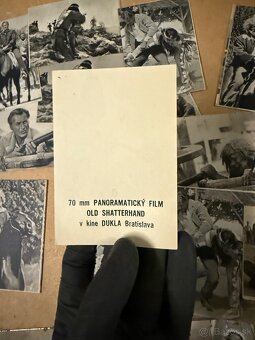 70 mm PANORAMATICKÝ FILM
OLD SHATTERHAND
v kine DUKLA Bratislava